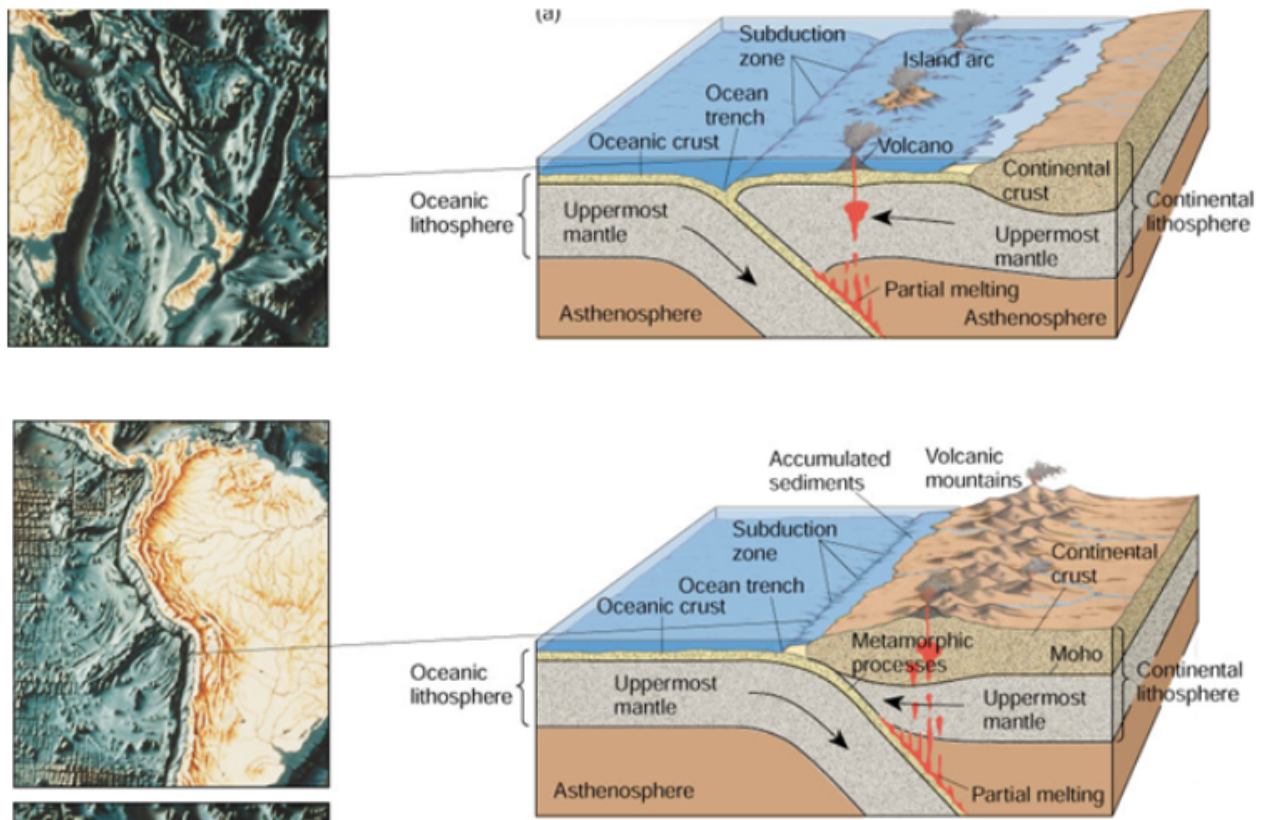 (a)
Subduction
zone
Island arc
Ocean
trench
Oceanic crust
Volcano
Continental
crust
Oceanic
lithosphere
Uppermost
mantle
Continental
lithosphere
Uppermost
mantle
Partial melting
Asthenosphere
Asthenosphere
Accumulated
sediments
Volcanic
mountains
Subduction
zone
Continental
crust
Ocean trench
Oceanic crust
Metamorphic
processes
Moho
Oceanic
lithosphere
Uppermost
mantle
Uppermost
mantle
Continental
lithosphere
Asthenosphere
Partial melting